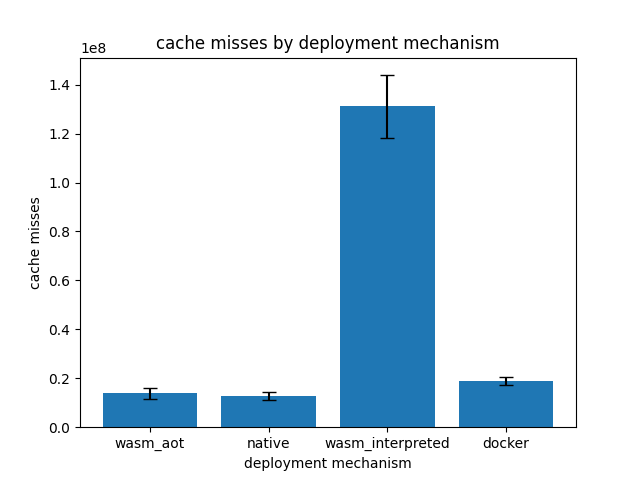 cache misses by deployment mechanism
1e8
1.4
1.2
1.0
0.8
0.6
0.4
0.2
0.0
cache misses
wasm_aot native wasm_interpreted docker
deployment mechanism